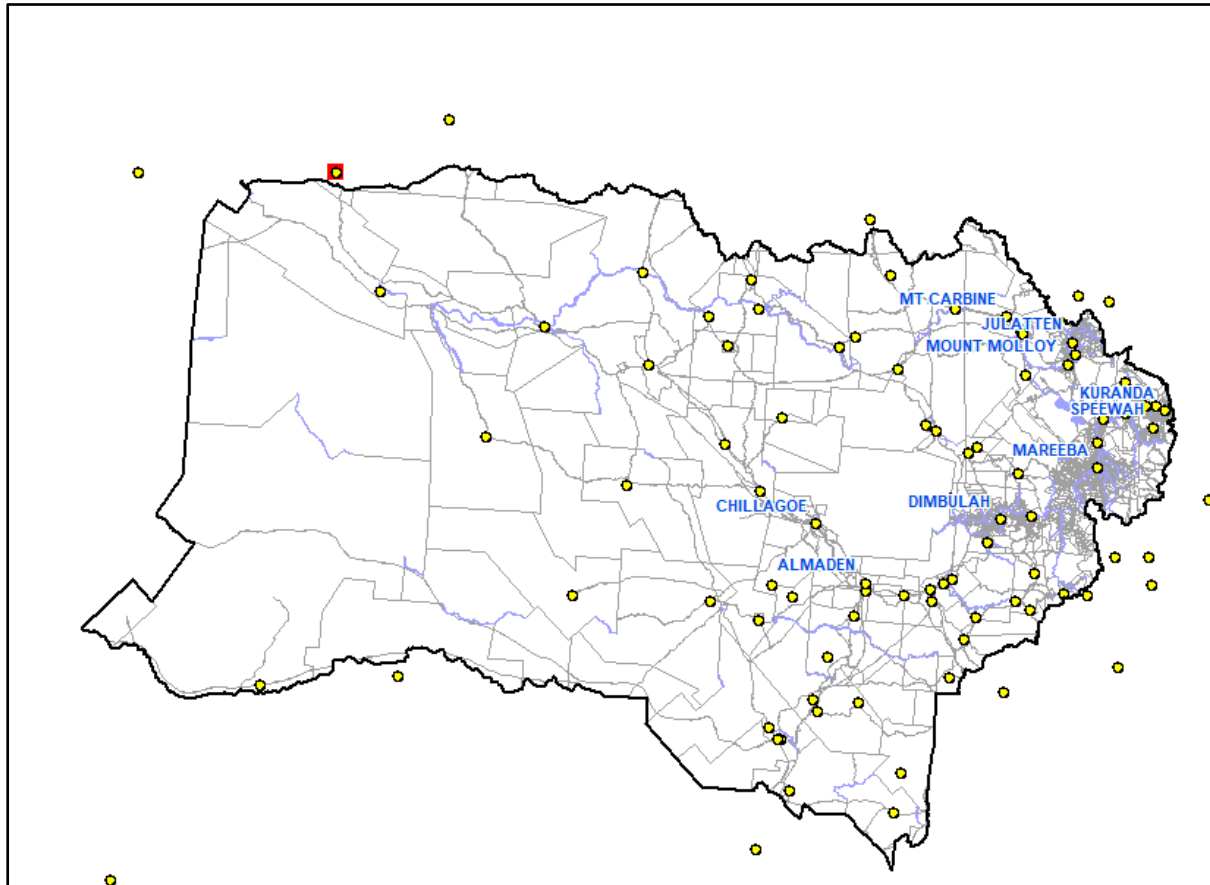 MT CARBINE
JULATTEN
MOUNT MOLLOY
KURANDA
SPEEWAH
MAREEBA
CHILLAGOE
DIMBULAH
ALMADEN